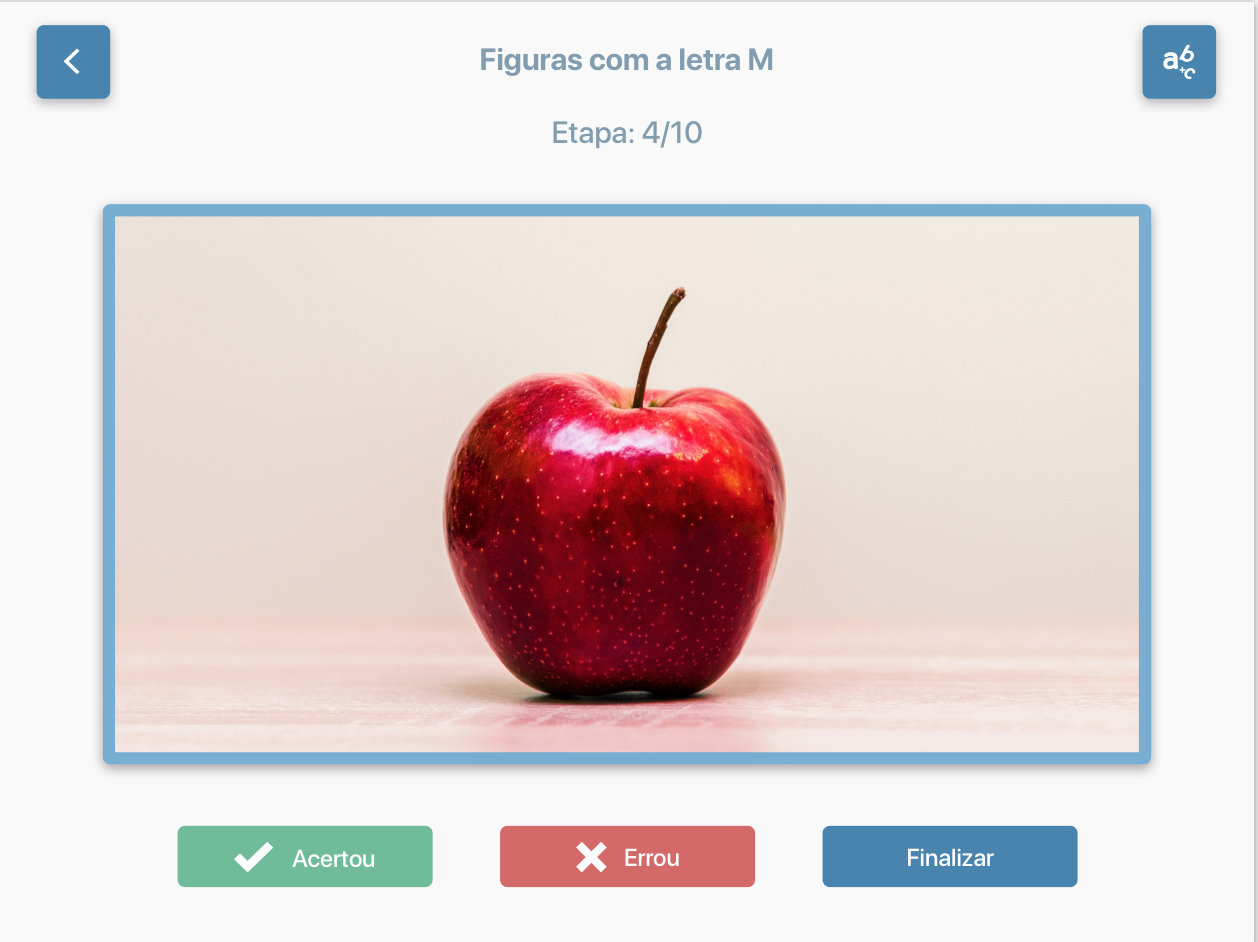 Figuras com a letra M
Etapa: 4/10
Acertou
Errou
Finalizar